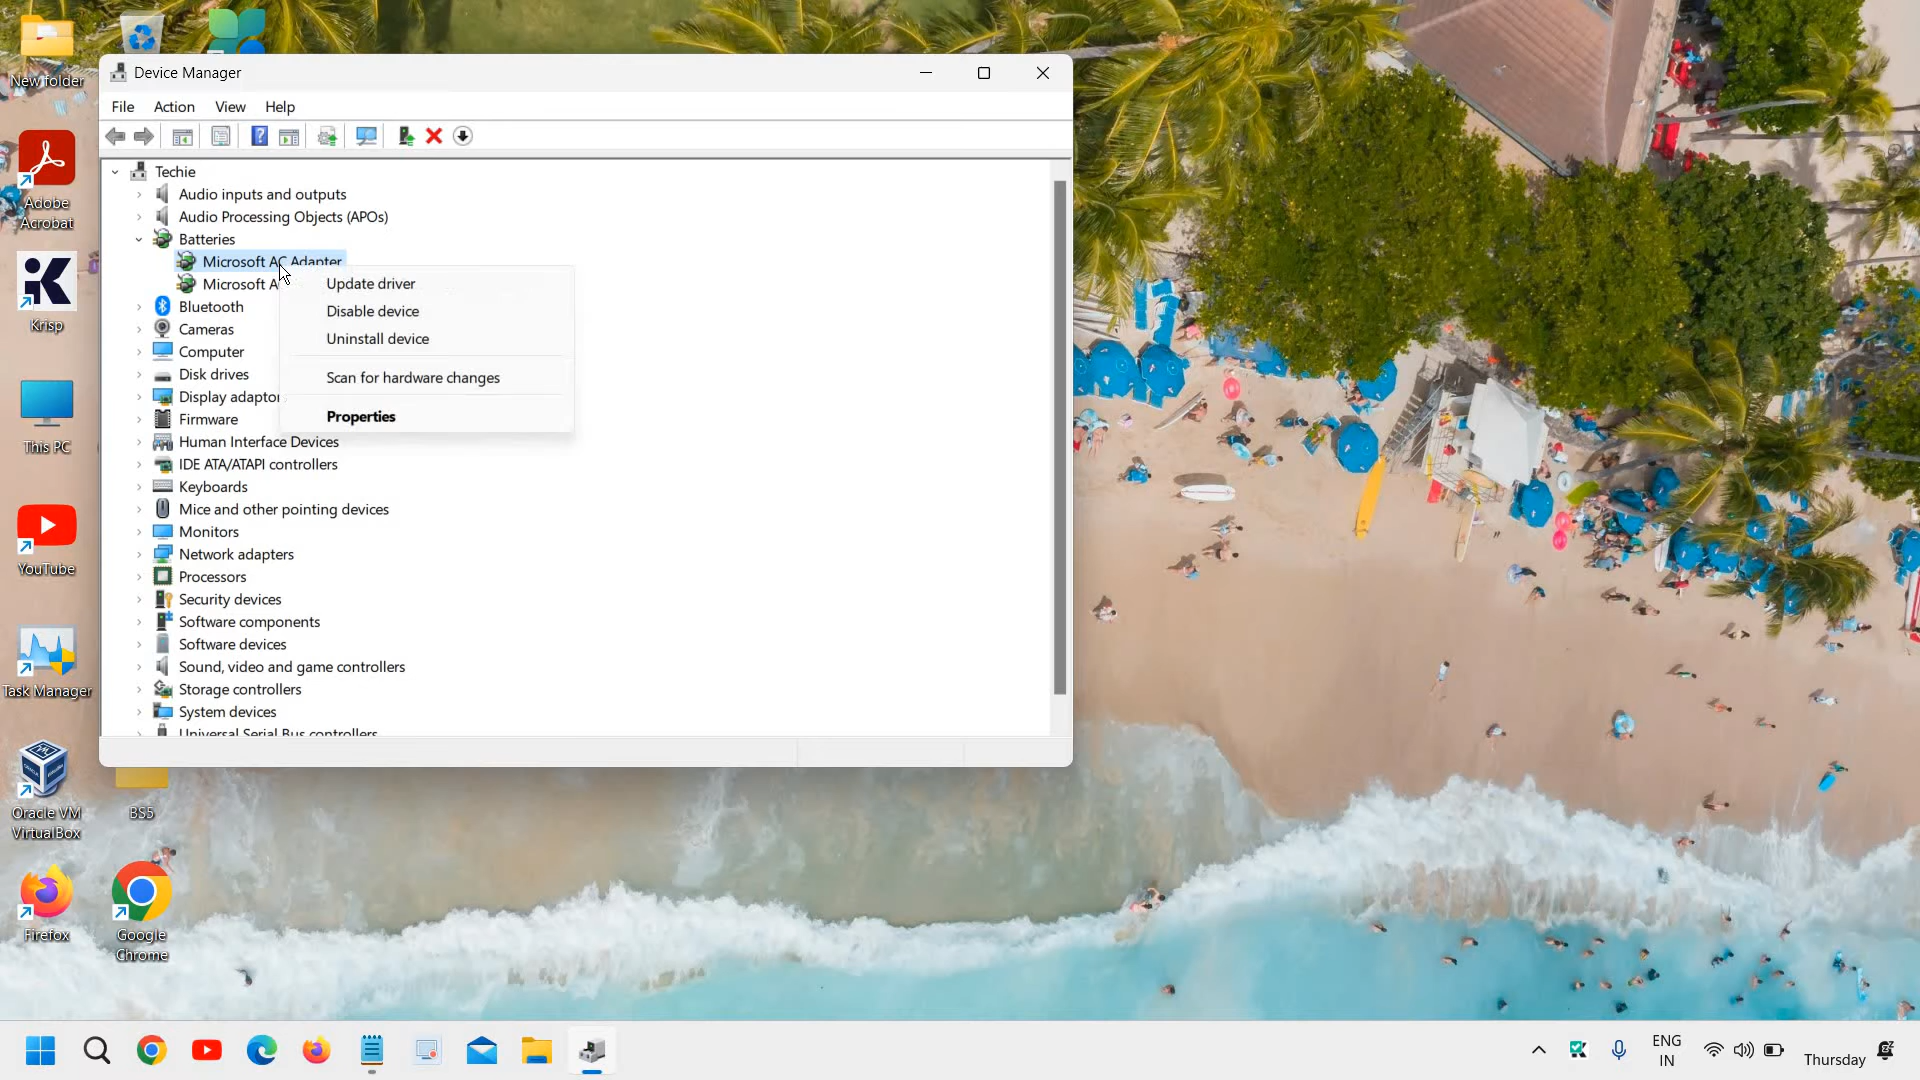 New folder
Device Manager
File Action View Help
Techie
Audio inputs and outputs
Audio Processing Objects (APOs)
Batteries
Microsoft AC Adapter
Microsoft A
Update driver
Disable device
Uninstall device
Scan for hardware changes
Properties
Bluetooth
Cameras
Computer
Disk drives
Display adaptor
Firmware
Human Interface Devices
IDE ATA/ATAPI controllers
Keyboards
Mice and other pointing devices
Monitors
Network adapters
Processors
Security devices
Software components
Software devices
Sound, video and game controllers
Storage controllers
System devices
Universal Serial Bus controllers
Adobe
Acrobat
Krisp
This PC
YouTube
Task Manager
Oracle VM
VirtualBox
BS5
Firefox
Google
Chrome
ENG
IN
Thursday